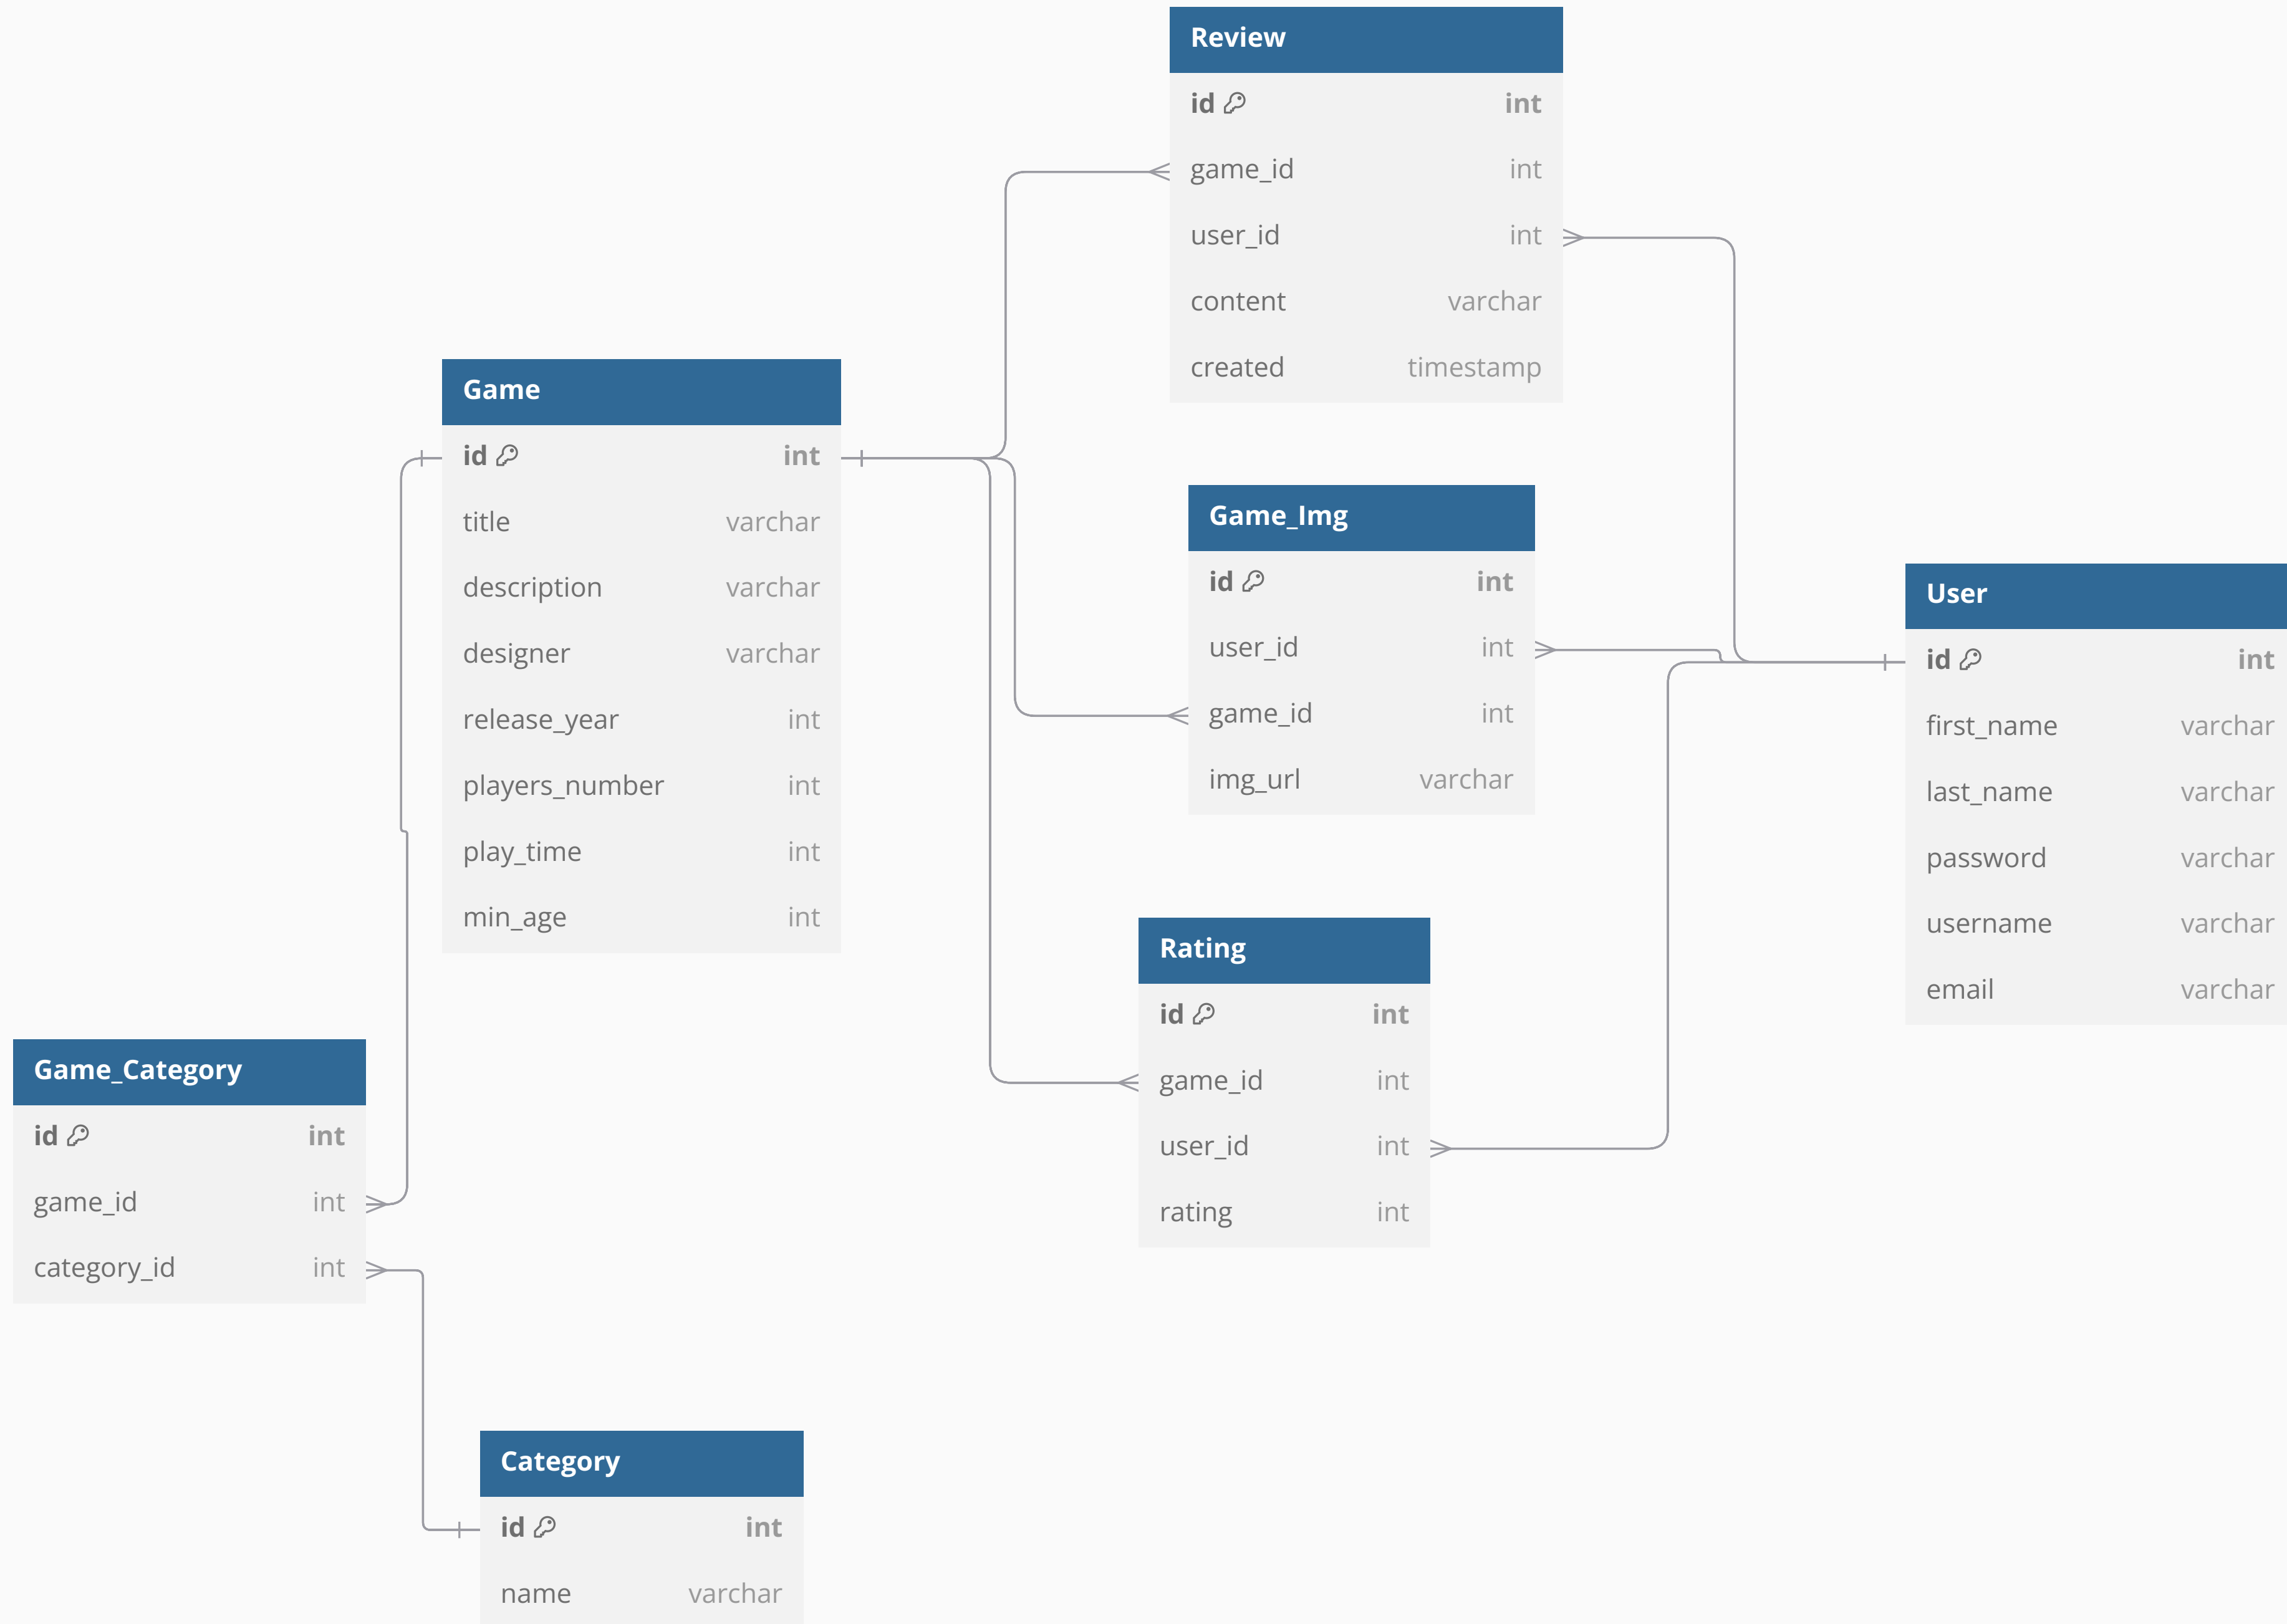 Review
id int
game_id int
user_id int
content varchar
created timestamp
Game
id int
title varchar
description varchar
designer varchar
release_year int
players_number int
play_time int
min_age int
Game_Img
id int
user_id int
game_id int
img_url varchar
User
id int
first_name varchar
last_name varchar
password varchar
username varchar
email varchar
Rating
id int
game_id int
user_id int
rating int
Game_Category
id int
game_id int
category_id int
Category
id int
name varchar